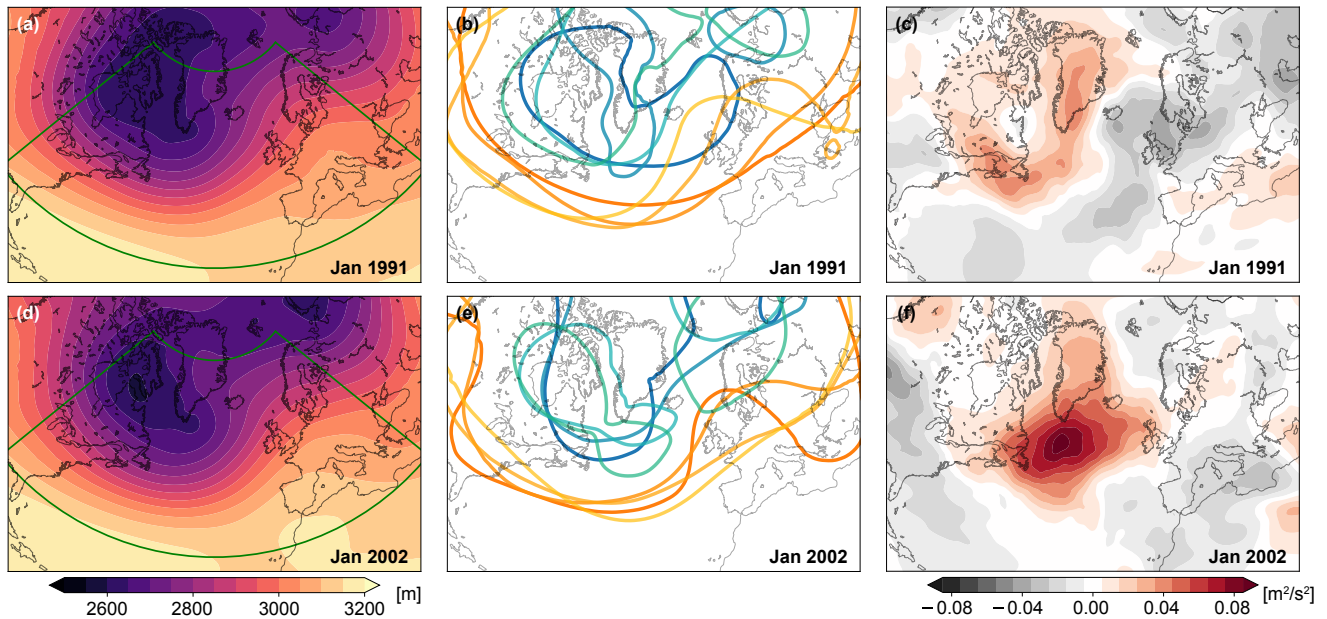 (a) (b) (c)
Jan 1991 Jan 1991 Jan 1991
(d) (e) (f)
Jan 2002 Jan 2002 Jan 2002
2600 2800 3000 3200 [m] −0.08 −0.04 0.00 0.04 0.08 [m²/s²]